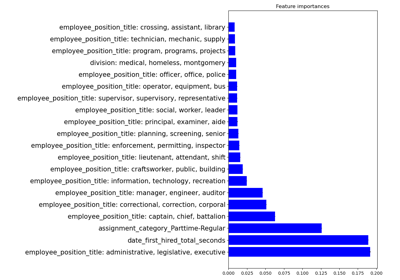 Feature importances
employee_position_title: crossing, assistant, library
employee_position_title: technician, mechanic, supply
employee_position_title: program, programs, projects
division: medical, homeless, montgomery
employee_position_title: officer, office, police
employee_position_title: operator, equipment, bus
employee_position_title: supervisor, supervisory, representative
employee_position_title: social, worker, leader
employee_position_title: principal, examiner, aide
employee_position_title: planning, screening, senior
employee_position_title: enforcement, permitting, inspector
employee_position_title: lieutenant, attendant, shift
employee_position_title: craftsworker, public, building
employee_position_title: information, technology, recreation
employee_position_title: manager, engineer, auditor
employee_position_title: correctional, correction, corporal
employee_position_title: captain, chief, battalion
assignment_category_Parttime-Regular
date_first_hired_total_seconds
employee_position_title: administrative, legislative, executive
0.000 0.025 0.050 0.075 0.100 0.125 0.150 0.175 0.200